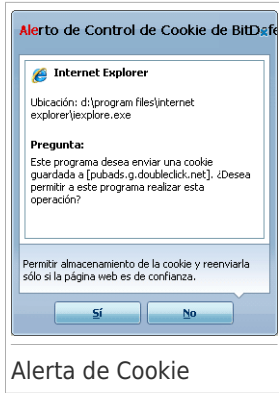 Alerto de Control de Cookie de BitDefe
Internet Explorer
Ubicación: d:\program files\internet
explorer\iexplore.exe
Pregunta:
Este programa desea enviar una cookie
guardada a [pubads.g.doubleclick.net]. ¿Desea
permitir a este programa realizar esta
operación?
Permitir almacenamiento de la cookie y reenviarla
sólo si la página web es de confianza.
Sí
No
Alerta de Cookie